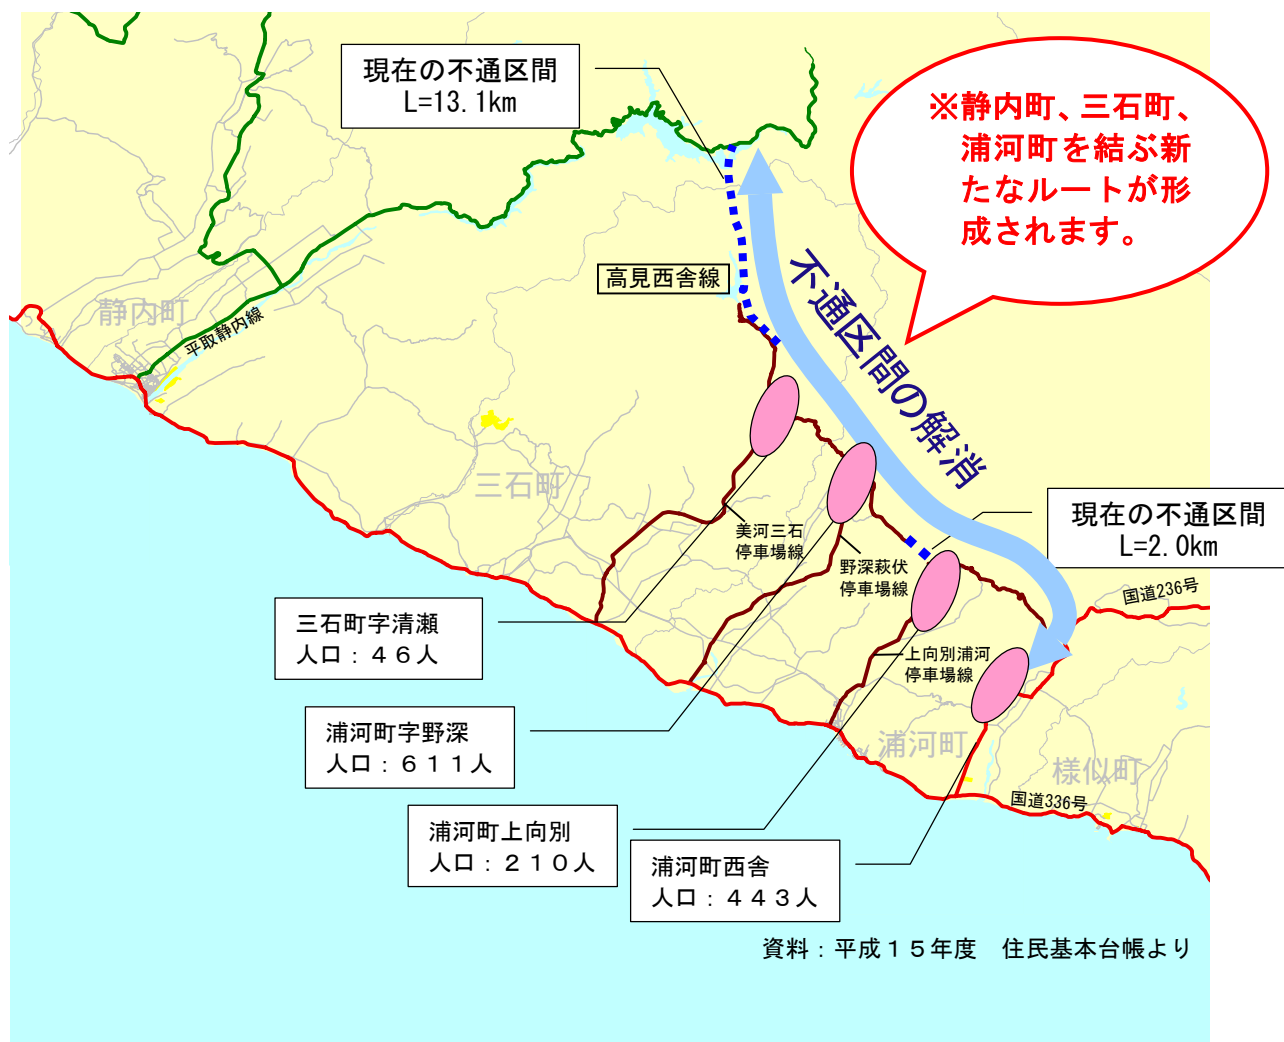 現在の不通区間
L=13.1km
※静内町、三石町、
浦河町を結ぶ新
たなルートが形
成されます。
高見西舎線
不通区間の解消
静内町
平取静内線
三石町
美河三石
停車場線
野深萩伏
停車場線
現在の不通区間
L=2.0km
国道236号
三石町字清瀬
人口：４６人
上向別浦河
停車場線
浦河町字野深
人口：６１１人
浦河町
様似町
国道336号
浦河町上向別
人口：２１０人
浦河町西舎
人口：４４３人
資料：平成１５年度　住民基本台帳より